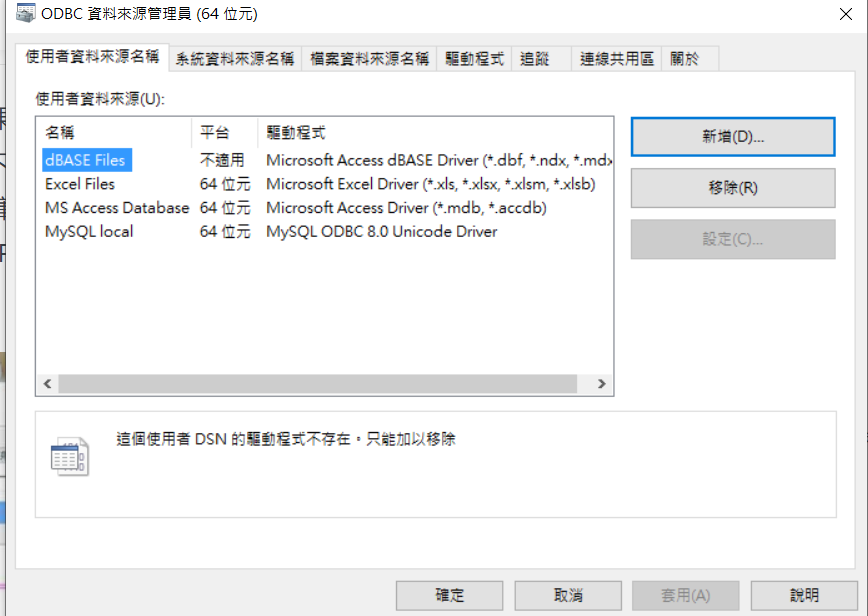 ODBC 資料來源管理員 (64 位元)
使用者資料來源名稱 系統資料來源名稱 檔案資料來源名稱 驅動程式 追蹤 連線共用區 關於
使用者資料來源(U):
名稱 平台 驅動程式
dBASE Files 不適用 Microsoft Access dBASE Driver (*.dbf, *.ndx, *.mdx
Excel Files 64 位元 Microsoft Excel Driver (*.xls, *.xlsx, *.xlsm, *.xlsb)
MS Access Database 64 位元 Microsoft Access Driver (*.mdb, *.accdb)
MySQL local 64 位元 MySQL ODBC 8.0 Unicode Driver
新增(D)...
移除(R)
設定(C)...
這個使用者 DSN 的驅動程式不存在。只能加以移除
確定 取消 套用(A) 說明